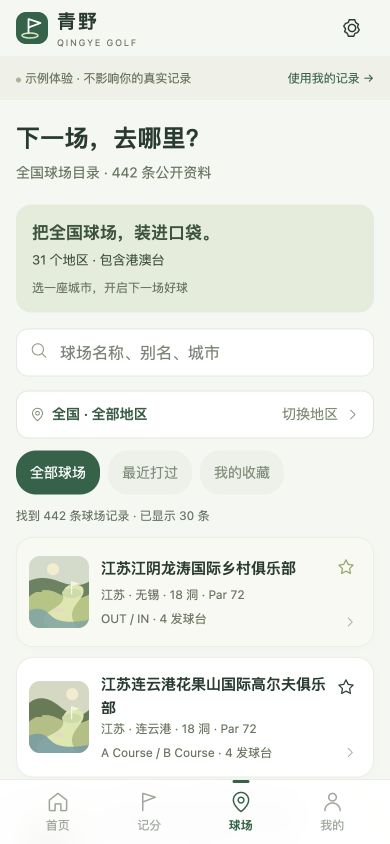 青野
QINGYE GOLF
示例体验 · 不影响你的真实记录
使用我的记录 →
下一场，去哪里?
全国球场目录 · 442 条公开资料
把全国球场，装进口袋。
31 个地区 · 包含港澳台
选一座城市，开启下一场好球
球场名称、别名、城市
全国 · 全部地区
切换地区
全部球场
最近打过
我的收藏
找到 442 条球场记录 · 已显示 30 条
江苏江阴龙涛国际乡村俱乐部
江苏 · 无锡 · 18 洞 · Par 72
OUT / IN · 4 发球台
江苏连云港花果山国际高尔夫俱乐
部
江苏 · 连云港 · 18 洞 · Par 72
A Course / B Course · 4 发球台
首页
记分
球场
我的